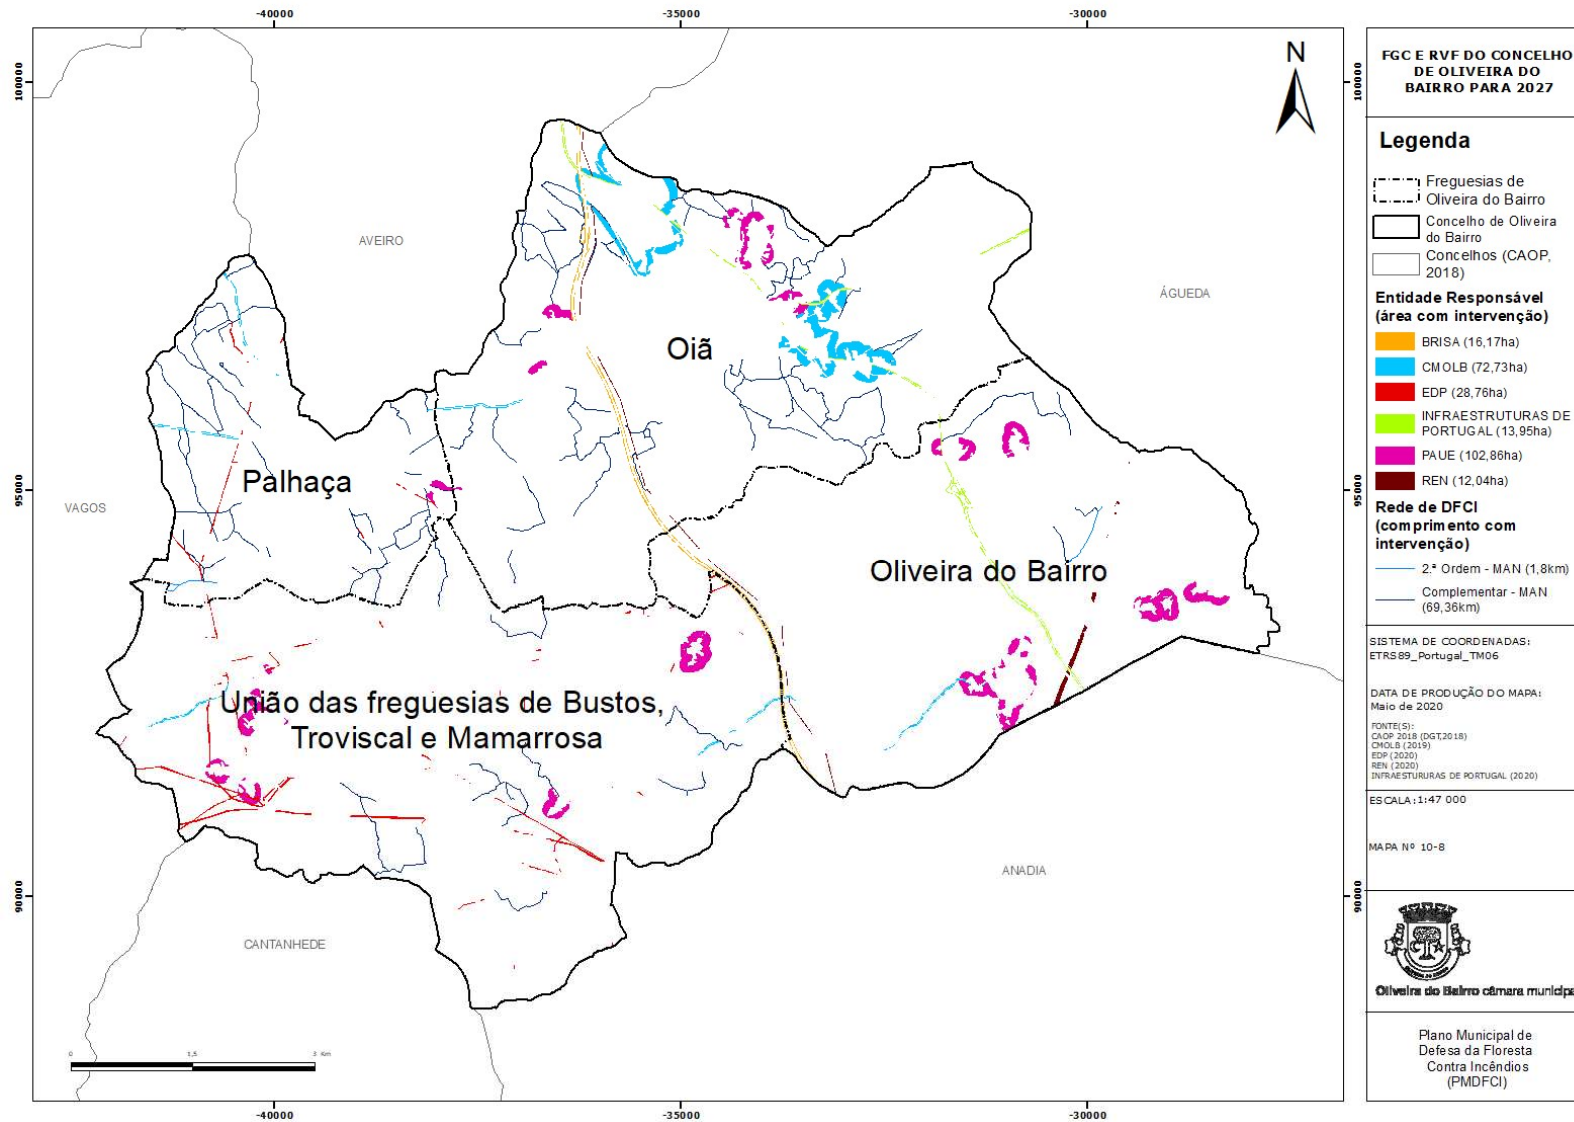 -40000
-35000
-30000
100000
100000
95000
95000
90000
90000
N
AVEIRO
ÁGUEDA
VAGOS
ANADIA
CANTANHEDE
Oiã
Palhaça
Oliveira do Bairro
União das freguesias de Bustos,
Troviscal e Mamarrosa
0
1,5
3 Km
-40000
-35000
-30000
FGC E RVF DO CONCELHO
DE OLIVEIRA DO
BAIRRO PARA 2027
Legenda
Freguesias de
Oliveira do Bairro
Concelho de Oliveira
do Bairro
Concelhos (CAOP,
2018)
Entidade Responsável
(área com intervenção)
BRISA (16,17ha)
CMOLB (72,73ha)
EDP (28,76ha)
INFRAESTRUTURAS DE
PORTUGAL (13,95ha)
PAUE (102,86ha)
REN (12,04ha)
Rede de DFCI
(comprimento com
intervenção)
2.ª Ordem - MAN (1,8km)
Complementar - MAN
(69,36km)
SISTEMA DE COORDENADAS:
ETRS89_Portugal_TM06
DATA DE PRODUÇÃO DO MAPA:
Maio de 2020
FONTE(S):
CAOP 2018 (DGT,2018)
CMOLB (2019)
EDP (2020)
REN (2020)
INFRAESTURURAS DE PORTUGAL (2020)
ESCALA:1:47 000
MAPA Nº 10-8
Oliveira do Bairro câmara municipa
Plano Municipal de
Defesa da Floresta
Contra Incêndios
(PMDFCI)